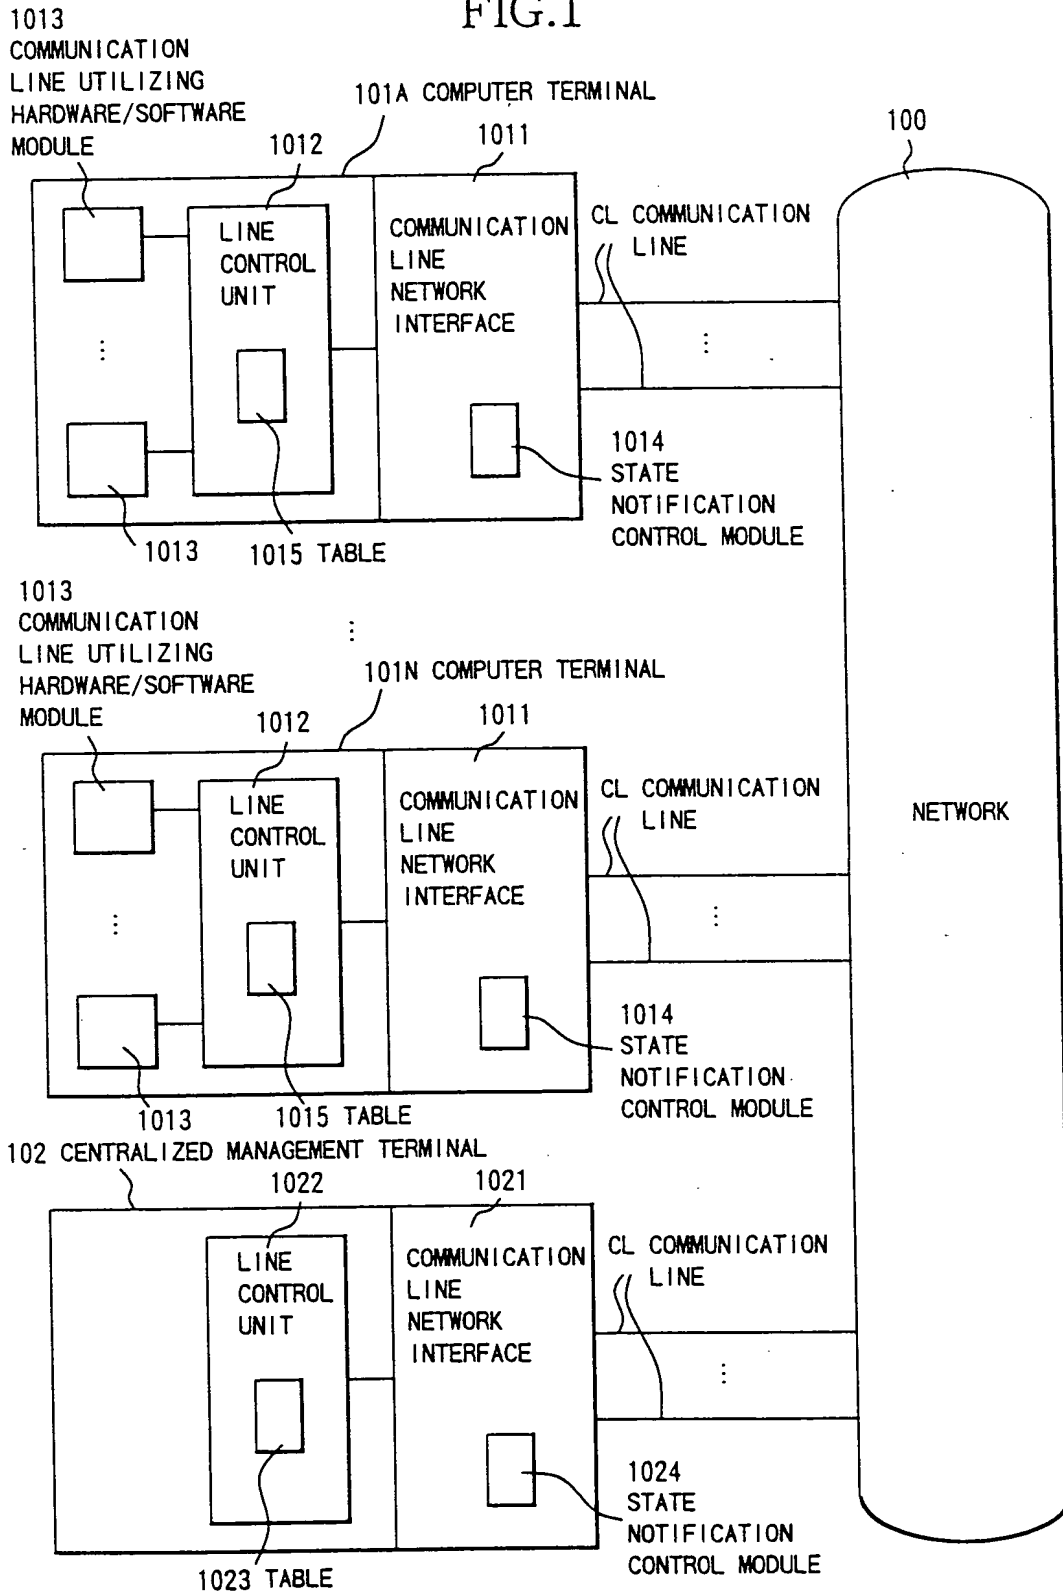 FIG.1
1013
COMMUNICATION
LINE UTILIZING
HARDWARE/SOFTWARE
MODULE
101A COMPUTER TERMINAL
1012
1011
100
LINE
CONTROL
UNIT
COMMUNICATION
LINE
NETWORK
INTERFACE
CL COMMUNICATION
LINE
...
...
1014
STATE
NOTIFICATION
CONTROL MODULE
1013
1015 TABLE
...
1013
COMMUNICATION
LINE UTILIZING
HARDWARE/SOFTWARE
MODULE
101N COMPUTER TERMINAL
1012
1011
LINE
CONTROL
UNIT
COMMUNICATION
LINE
NETWORK
INTERFACE
CL COMMUNICATION
LINE
NETWORK
...
...
1014
STATE
NOTIFICATION
CONTROL MODULE
1013
1015 TABLE
102 CENTRALIZED MANAGEMENT TERMINAL
1022
1021
LINE
CONTROL
UNIT
COMMUNICATION
LINE
NETWORK
INTERFACE
CL COMMUNICATION
LINE
...
1024
STATE
NOTIFICATION
CONTROL MODULE
1023 TABLE